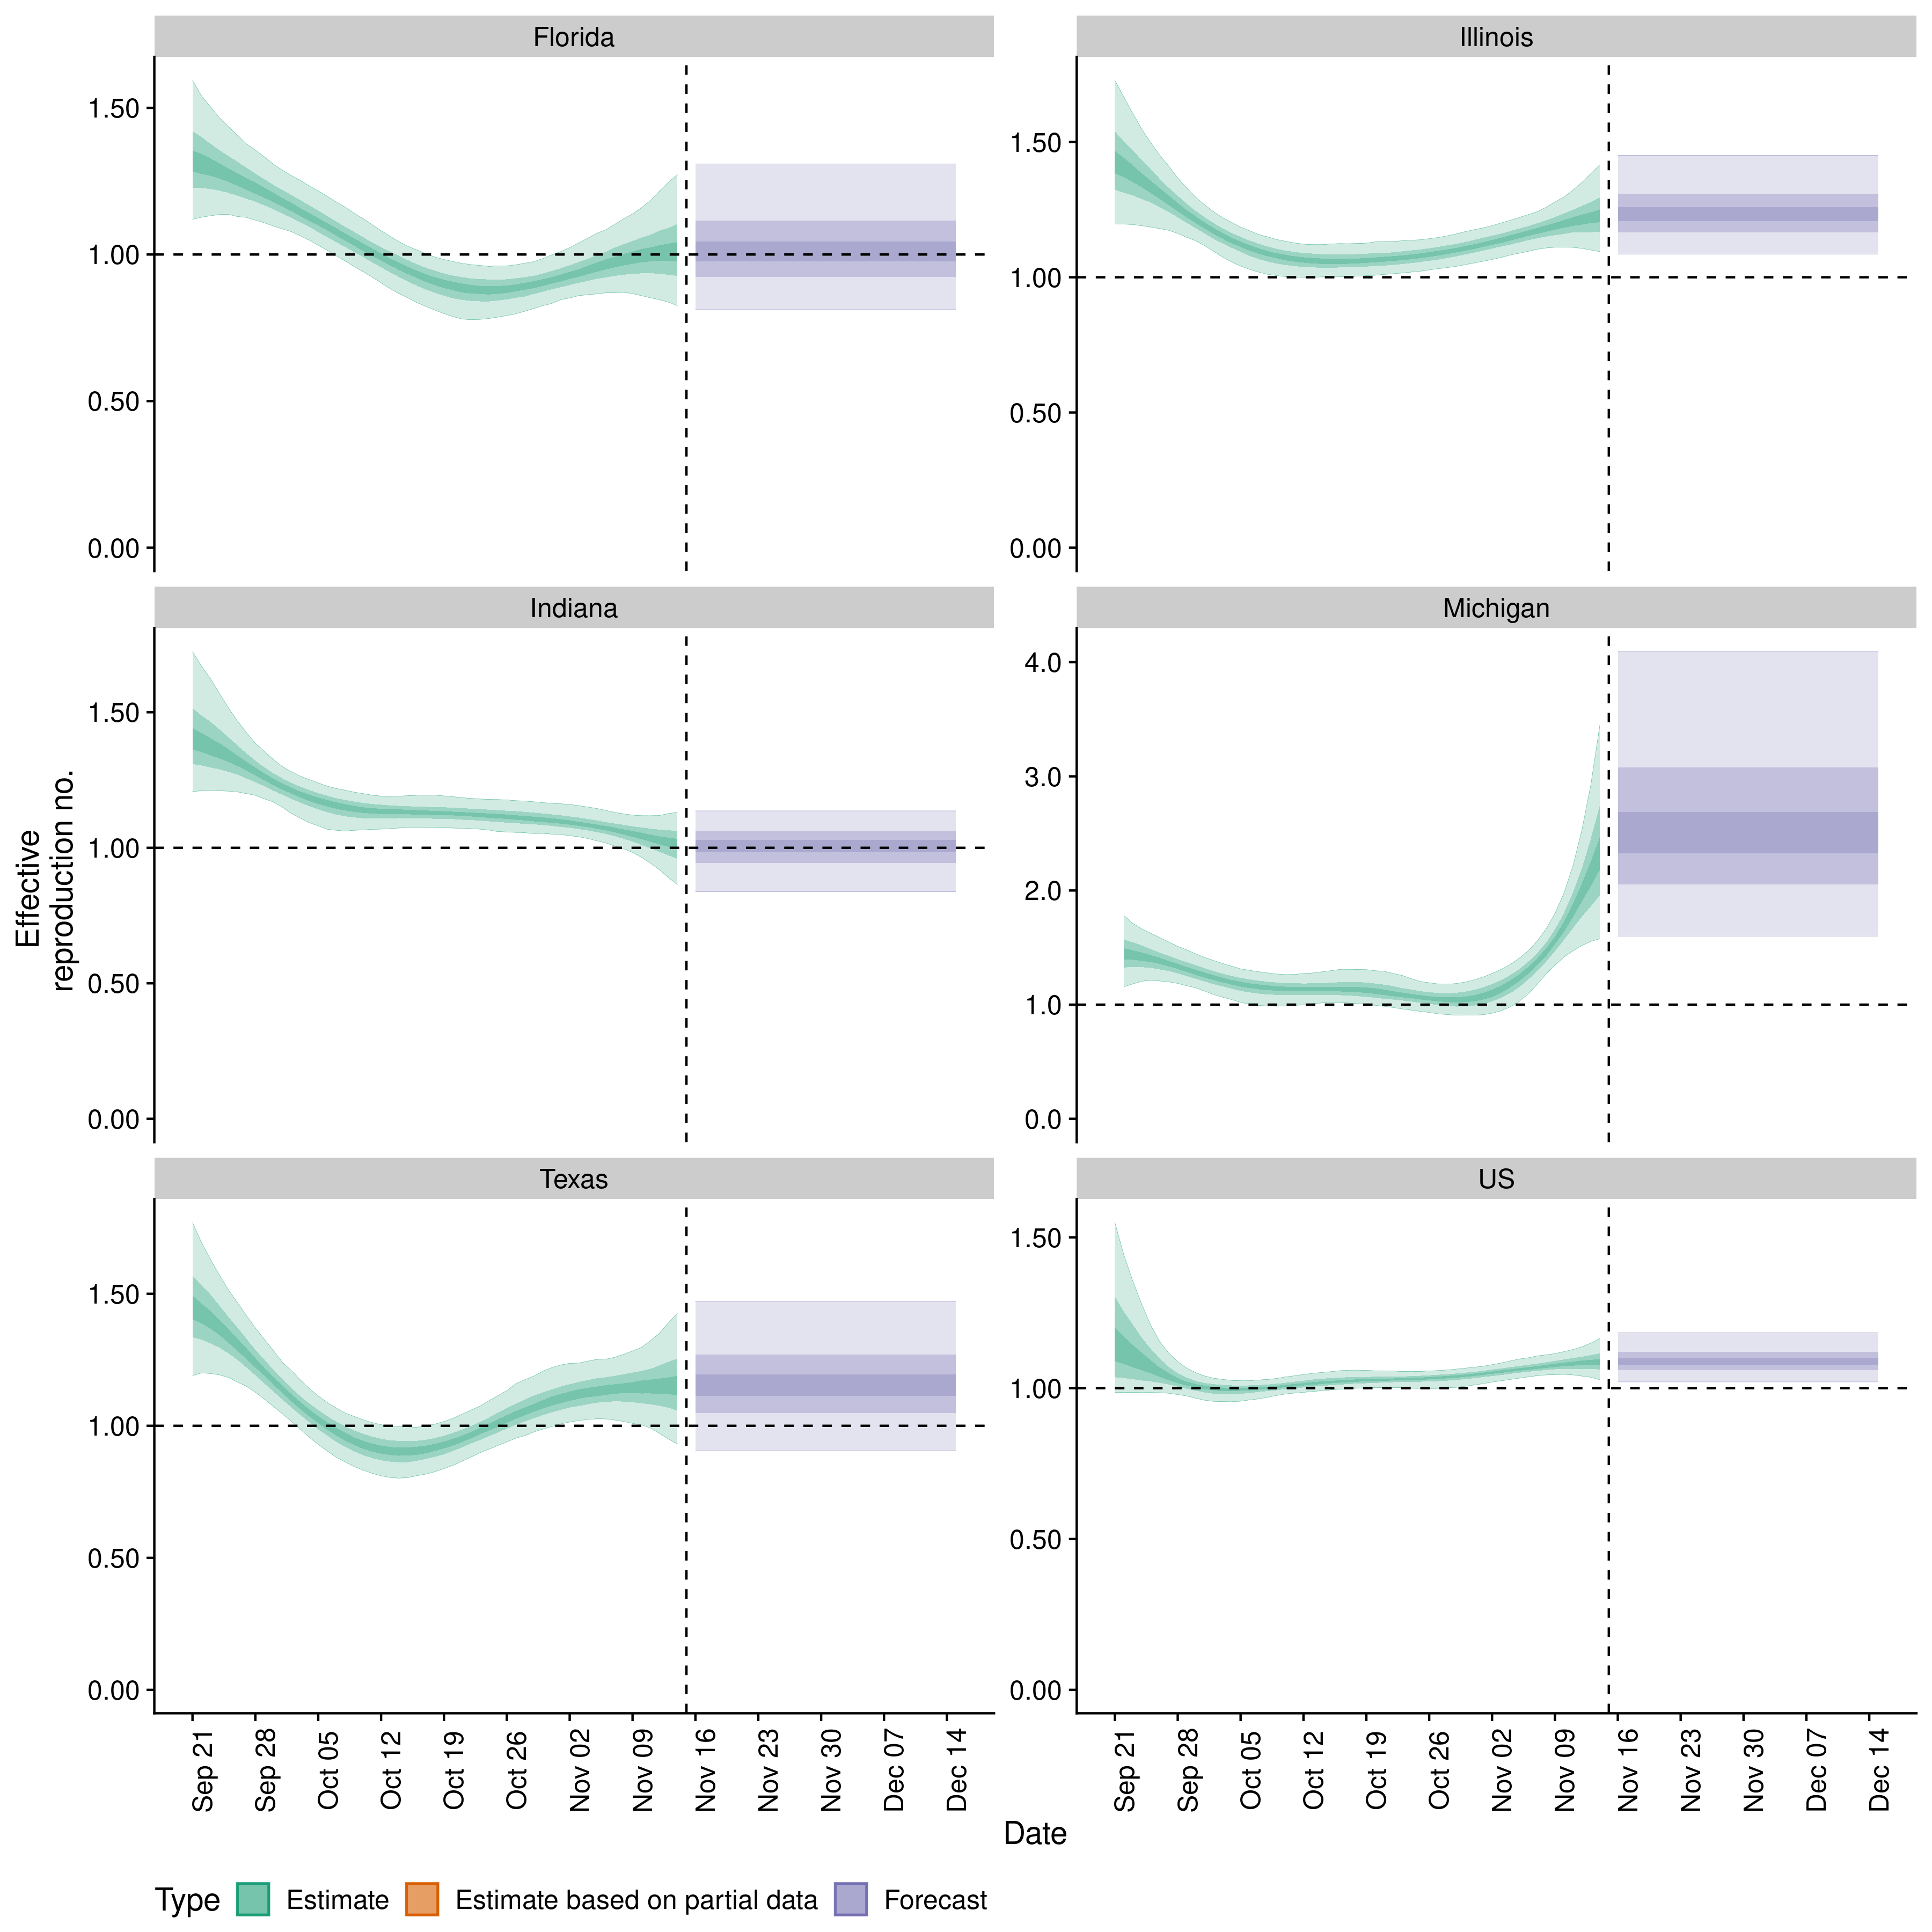 Florida
Illinois
1.50
1.00
0.50
0.00
1.50
1.00
0.50
0.00
Indiana
Michigan
1.50
1.00
0.50
0.00
4.0
3.0
2.0
1.0
0.0
Effective
reproduction no.
Texas
US
1.50
1.00
0.50
0.00
1.50
1.00
0.50
0.00
Sep 21
Sep 28
Oct 05
Oct 12
Oct 19
Oct 26
Nov 02
Nov 09
Nov 16
Nov 23
Nov 30
Dec 07
Dec 14
Sep 21
Sep 28
Oct 05
Oct 12
Oct 19
Oct 26
Nov 02
Nov 09
Nov 16
Nov 23
Nov 30
Dec 07
Dec 14
Date
Type Estimate Estimate based on partial data Forecast